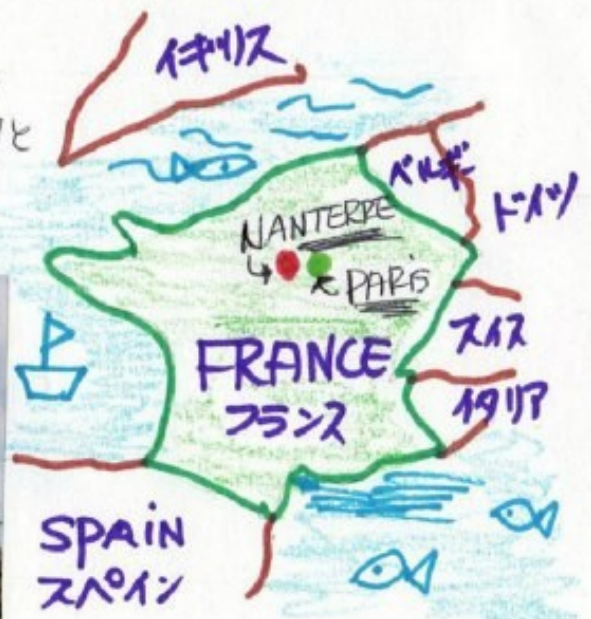 イギリス
と
ベルギー
ドイツ
NANTERRE
PARIS
スイス
FRANCE
フランス
イタリア
SPAIN
スペイン